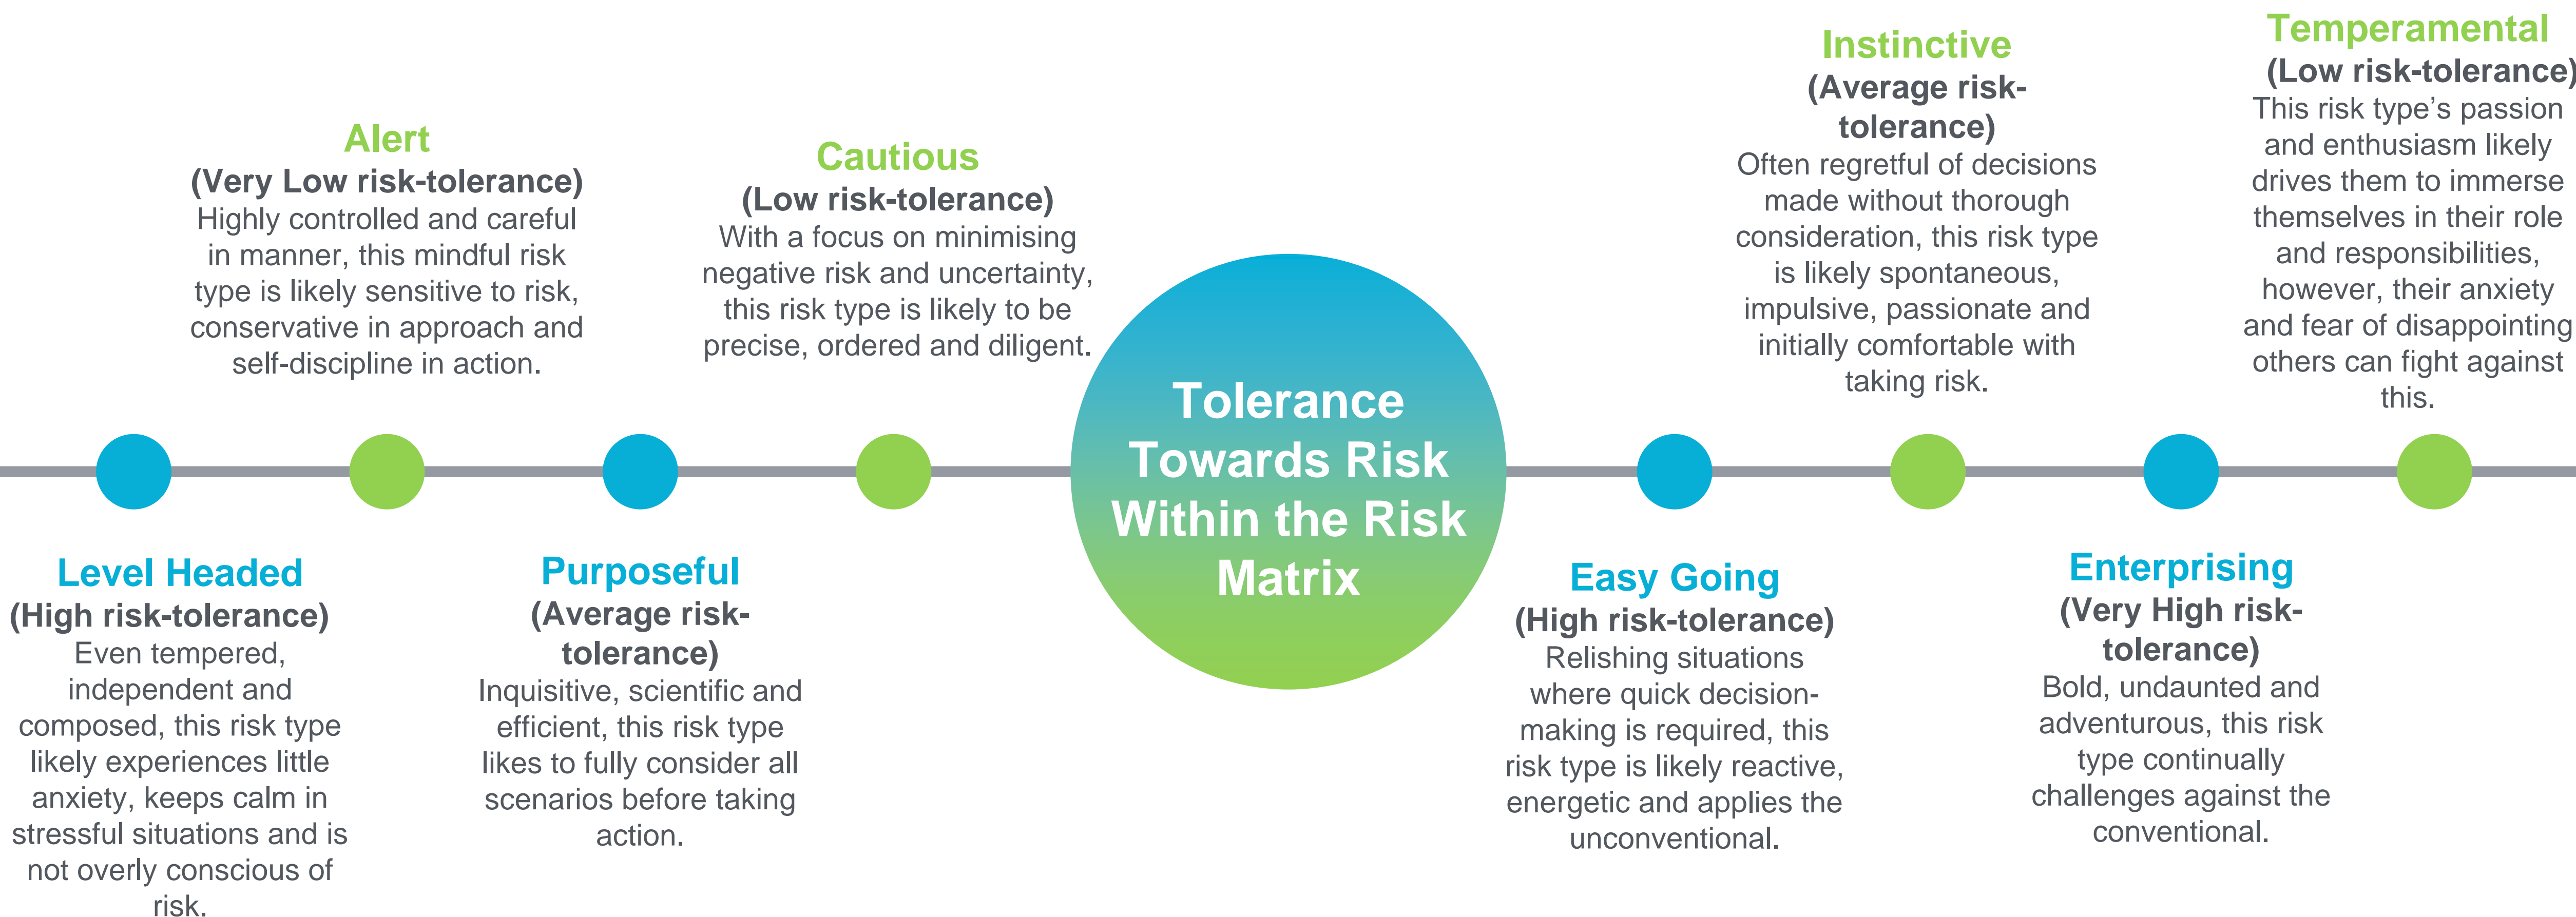 Alert
(Very Low risk-tolerance)
Highly controlled and careful
in manner, this mindful risk
type is likely sensitive to risk,
conservative in approach and
self-discipline in action.
Cautious
(Low risk-tolerance)
With a focus on minimising
negative risk and uncertainty,
this risk type is likely to be
precise, ordered and diligent.
Instinctive
(Average risk-
tolerance)
Often regretful of decisions
made without thorough
consideration, this risk type
is likely spontaneous,
impulsive, passionate and
initially comfortable with
taking risk.
Temperamental
(Low risk-tolerance)
This risk type’s passion
and enthusiasm likely
drives them to immerse
themselves in their role
and responsibilities,
however, their anxiety
and fear of disappointing
others can fight against
this.
Tolerance
Towards Risk
Within the Risk
Matrix
Level Headed
(High risk-tolerance)
Even tempered,
independent and
composed, this risk type
likely experiences little
anxiety, keeps calm in
stressful situations and is
not overly conscious of
risk.
Purposeful
(Average risk-
tolerance)
Inquisitive, scientific and
efficient, this risk type
likes to fully consider all
scenarios before taking
action.
Easy Going
(High risk-tolerance)
Relishing situations
where quick decision-
making is required, this
risk type is likely reactive,
energetic and applies the
unconventional.
Enterprising
(Very High risk-
tolerance)
Bold, undaunted and
adventurous, this risk
type continually
challenges against the
conventional.